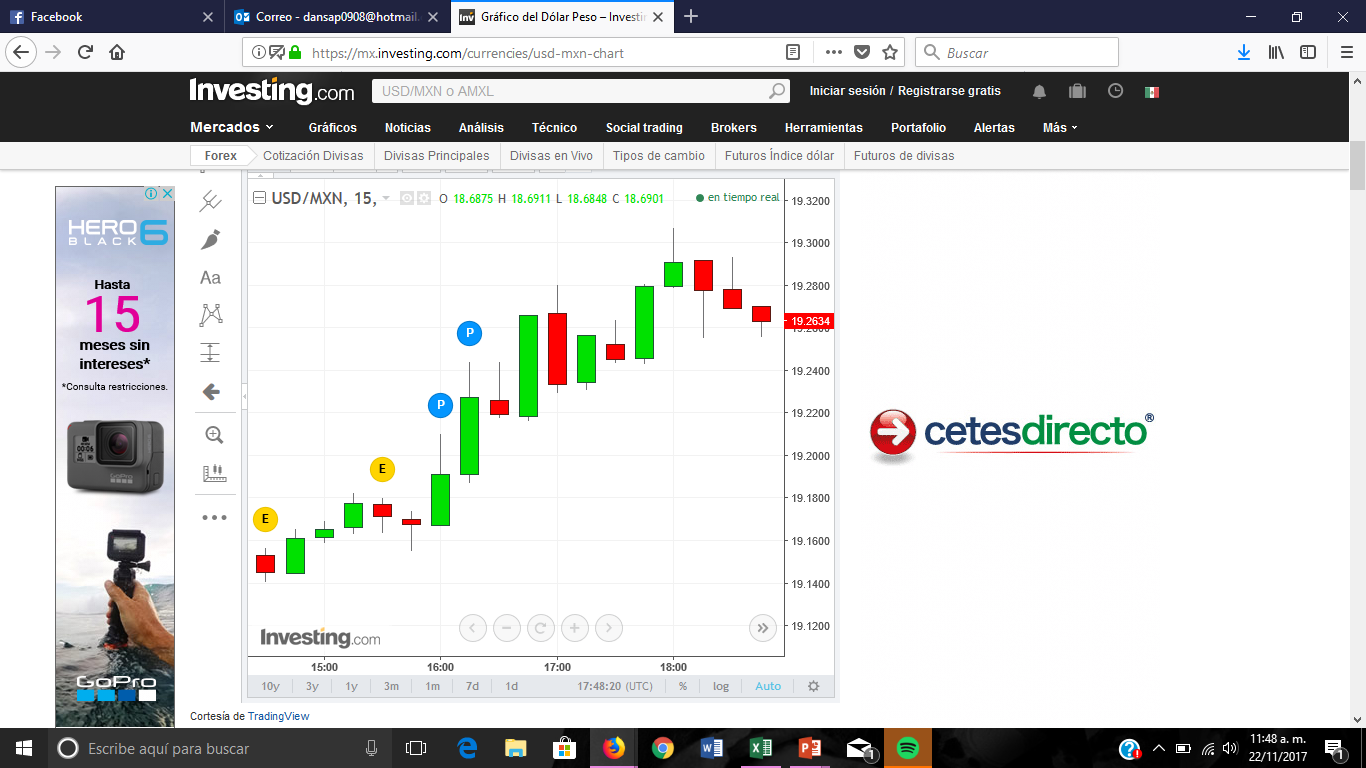 Facebook
Correo - dansap0908@hotmail.
Gráfico del Dólar Peso – Investin
https://mx.investing.com/currencies/usd-mxn-chart
Buscar
Investing.com
USD/MXN o AMXL
Iniciar sesión / Registrarse gratis
Mercados Gráficos Noticias Análisis Técnico Social trading Brokers Herramientas Portafolio Alertas Más
Forex Cotización Divisas Divisas Principales Divisas en Vivo Tipos de cambio Futuros Índice dólar Futuros de divisas
HERO6
BLACK
Hasta
15
meses sin
intereses*
*Consulta restricciones.
GoPro
Aa
USD/MXN, 15, O 18.6875 H 18.6911 L 18.6848 C 18.6901
en tiempo real
19.3200
19.3000
19.2800
19.2634
19.2600
19.2400
19.2200
19.2000
19.1800
19.1600
19.1400
19.1200
P
P
E
E
Investing.com
15:00 16:00 17:00 18:00
10y 3y 1y 3m 1m 7d 1d 17:48:20 (UTC) % log Auto
Cortesía de TradingView
cetesdirecto®
Escribe aquí para buscar
1
11:48 a. m.
22/11/2017
1